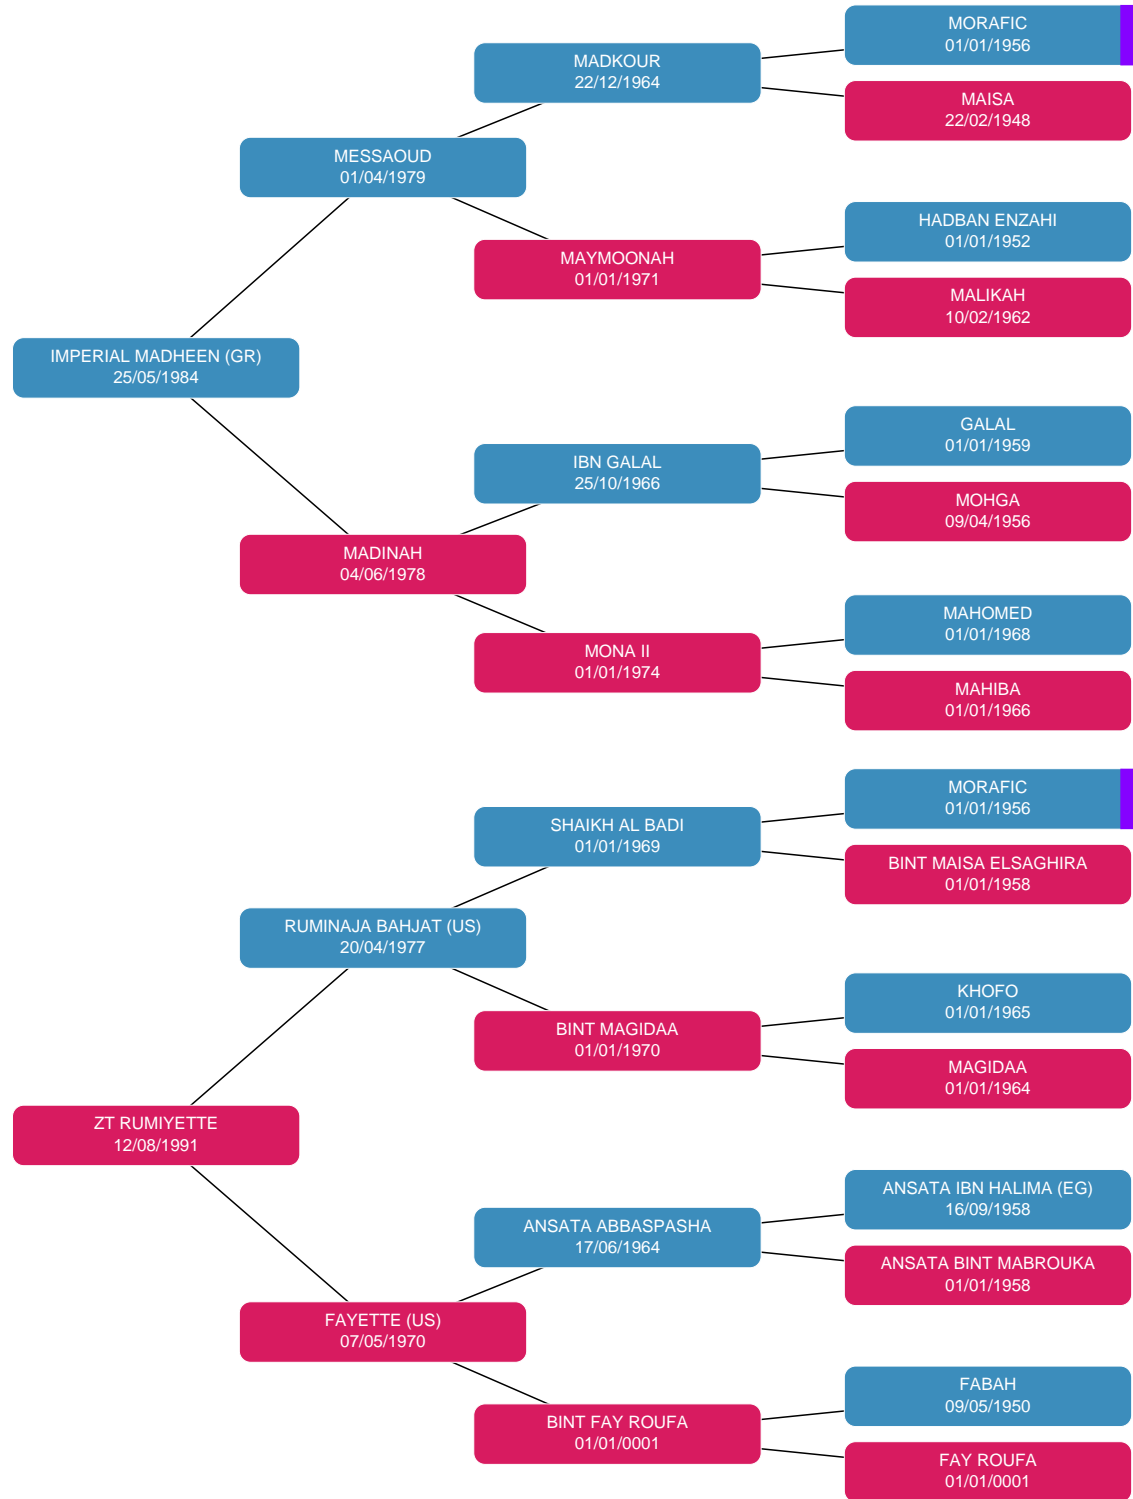 MORAFIC
01/01/1956
MADKOUR
22/12/1964
MAISA
22/02/1948
MESSAOUD
01/04/1979
HADBAN ENZAHI
01/01/1952
MAYMOONAH
01/01/1971
MALIKAH
10/02/1962
IMPERIAL MADHEEN (GR)
25/05/1984
GALAL
01/01/1959
IBN GALAL
25/10/1966
MOHGA
09/04/1956
MADINAH
04/06/1978
MAHOMED
01/01/1968
MONA II
01/01/1974
MAHIBA
01/01/1966
MORAFIC
01/01/1956
SHAIKH AL BADI
01/01/1969
BINT MAISA ELSAGHIRA
01/01/1958
RUMINAJA BAHJAT (US)
20/04/1977
KHOFO
01/01/1965
BINT MAGIDAA
01/01/1970
MAGIDAA
01/01/1964
ZT RUMIYETTE
12/08/1991
ANSATA IBN HALIMA (EG)
16/09/1958
ANSATA ABBASPASHA
17/06/1964
ANSATA BINT MABROUKA
01/01/1958
FAYETTE (US)
07/05/1970
FABAH
09/05/1950
BINT FAY ROUFA
01/01/0001
FAY ROUFA
01/01/0001